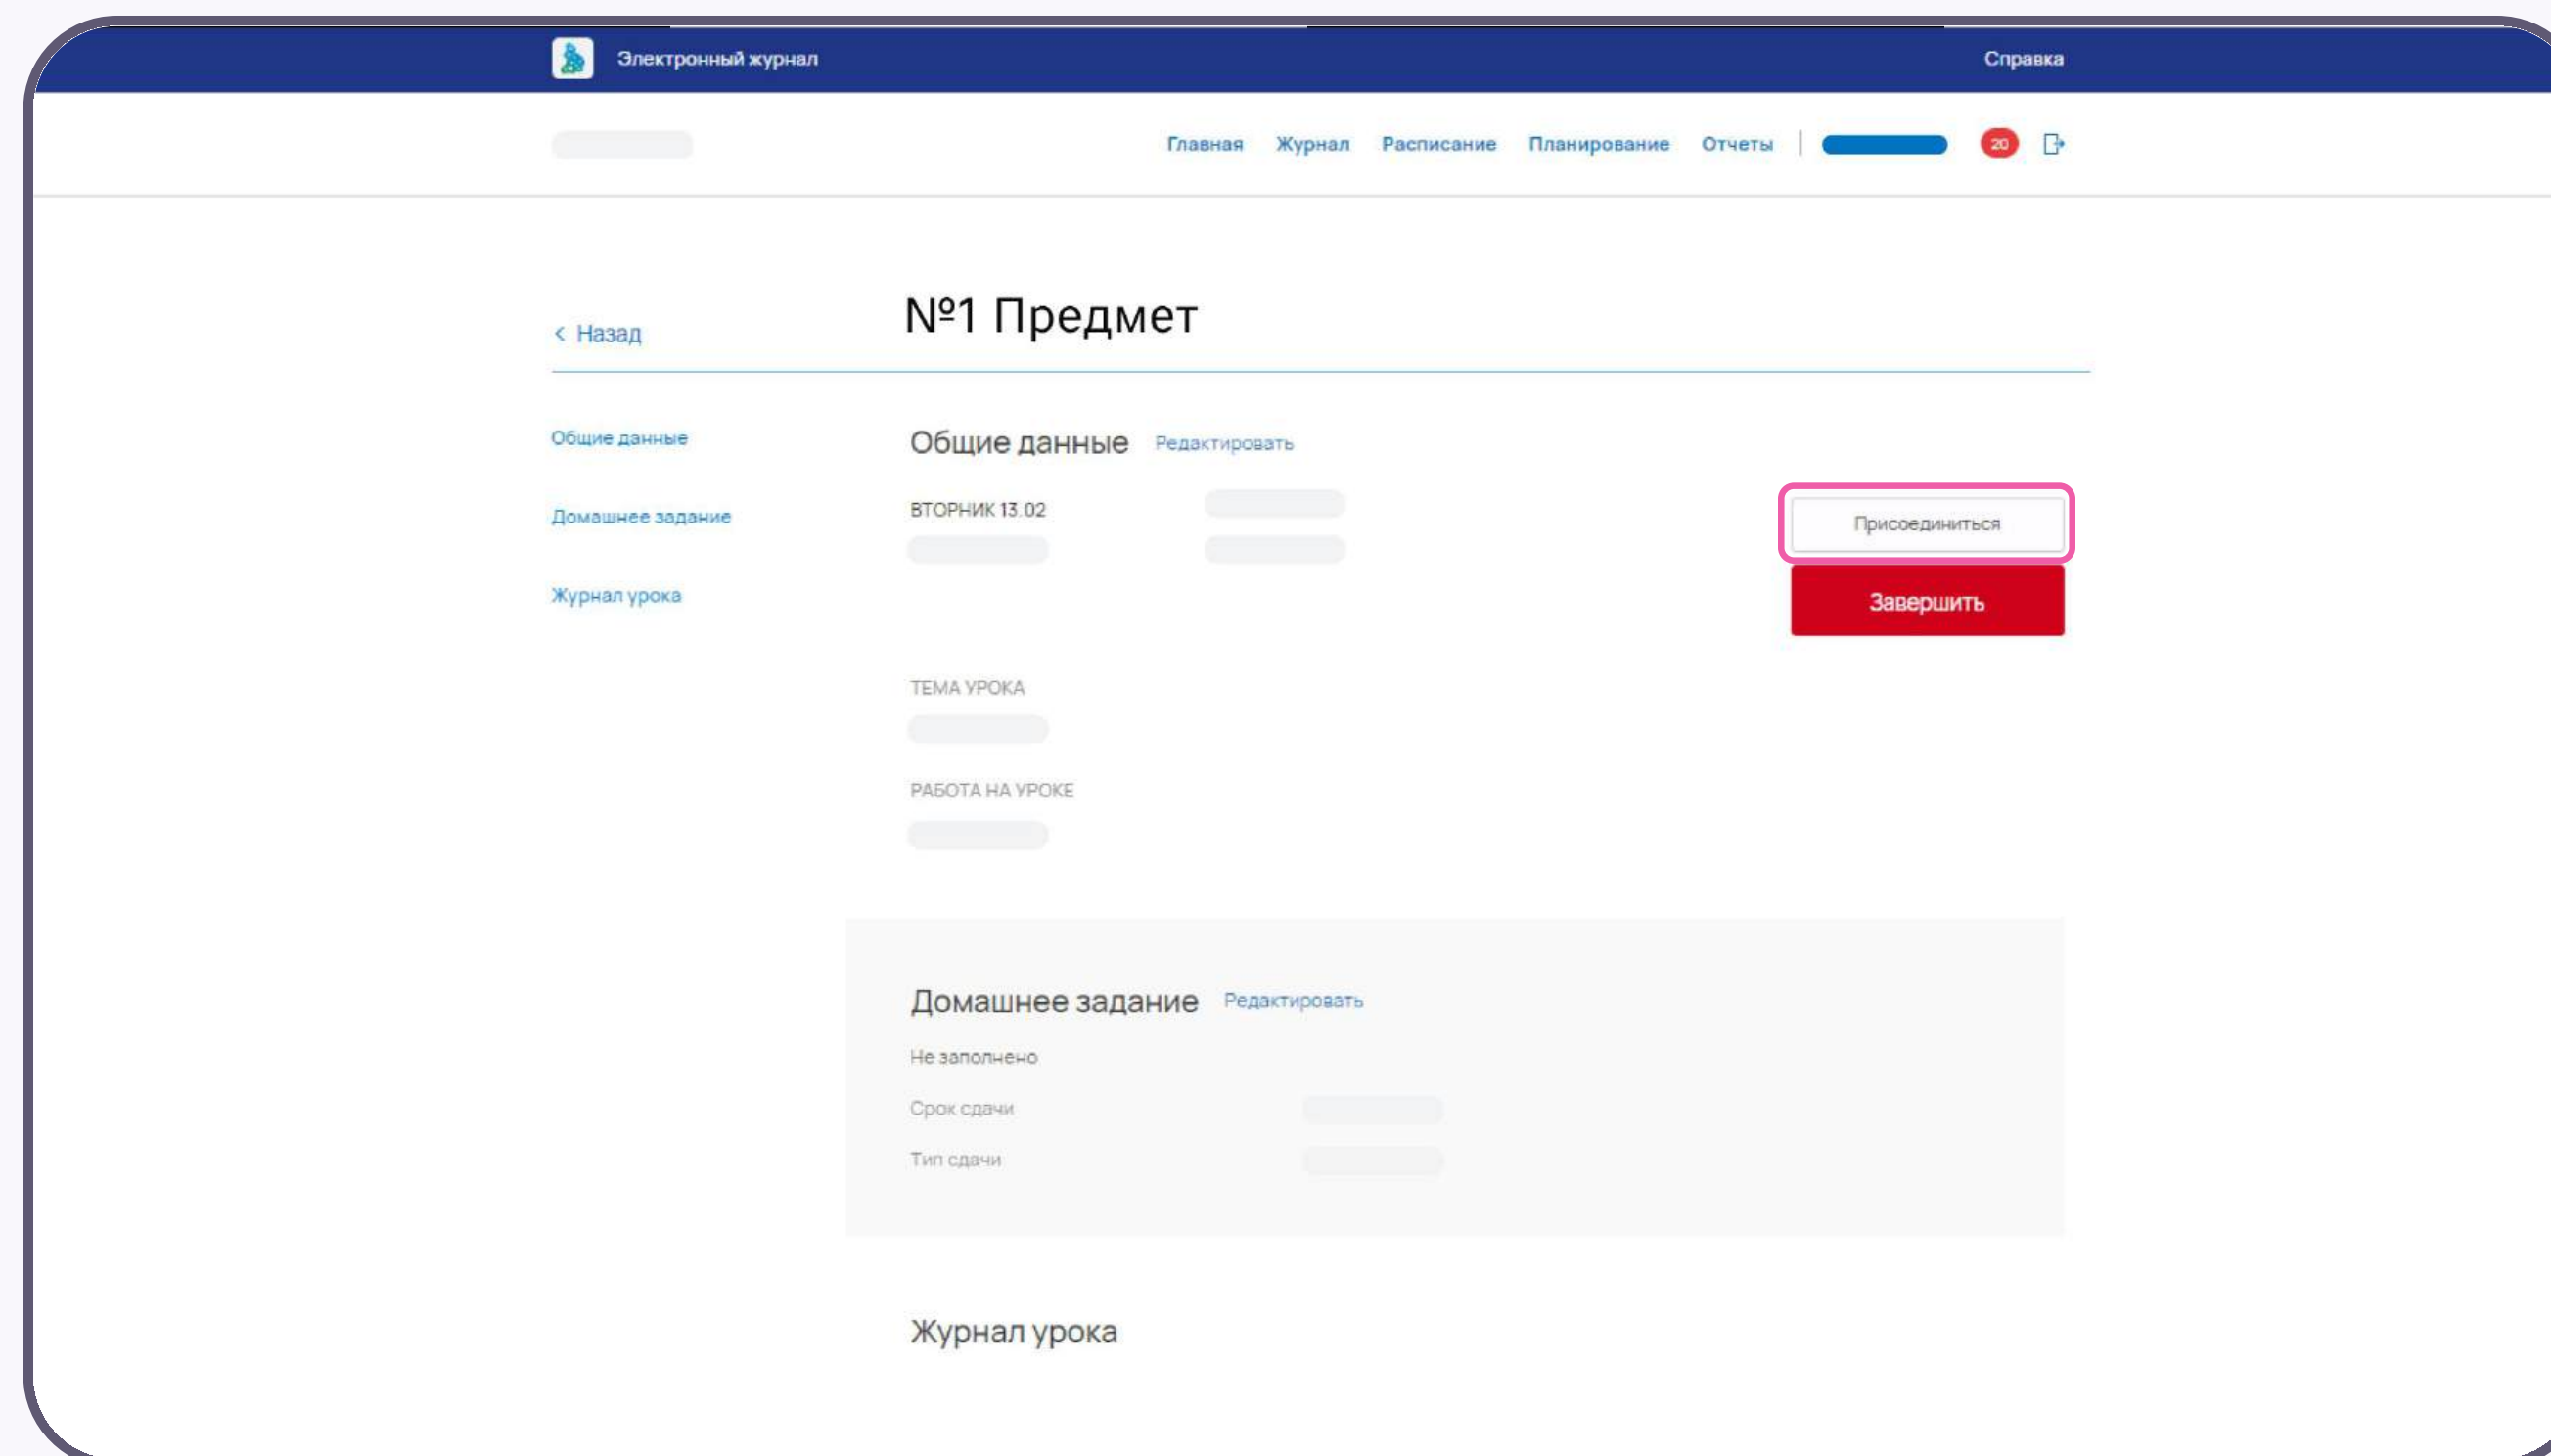 Электронный журнал Справка
Главная Журнал Расписание Планирование Отчеты 20
< Назад №1 Предмет
Общие данные
Домашнее задание
Журнал урока
Общие данные Редактировать
ВТОРНИК 13.02
Присоединиться
Завершить
ТЕМА УРОКА
РАБОТА НА УРОКЕ
Домашнее задание Редактировать
Не заполнено
Срок сдачи
Тип сдачи
Журнал урока